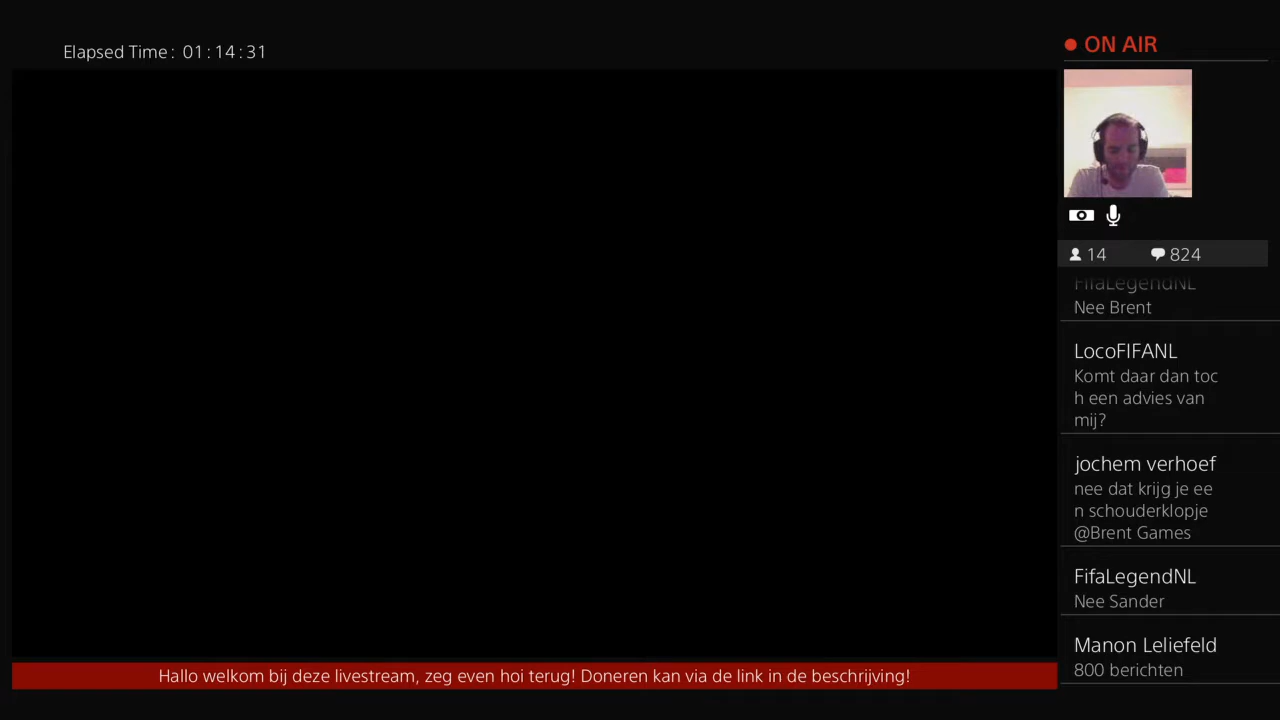 Elapsed Time: 01:14:31
ON AIR
14 824
FifaLegendNL
Nee Brent
LocoFIFANL
Komt daar dan toc
h een advies van
mij?
jochem verhoef
nee dat krijg je ee
n schouderklopje
@Brent Games
FifaLegendNL
Nee Sander
Manon Leliefeld
800 berichten
Hallo welkom bij deze livestream, zeg even hoi terug! Doneren kan via de link in de beschrijving!